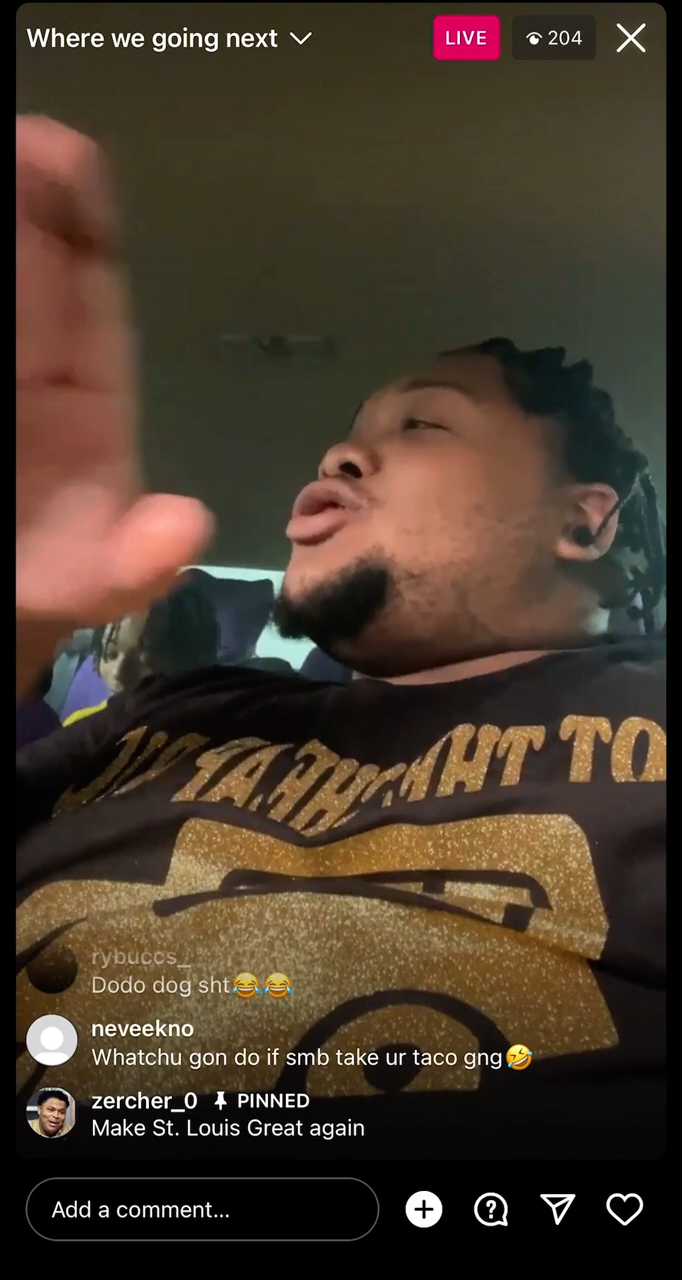 Where we going next
LIVE
204
TO
rybuccs_
Dodo dog sht😂😂
neveekno
Whatchu gon do if smb take ur taco gng🤣
zercher_0 PINNED
Make St. Louis Great again
Add a comment...